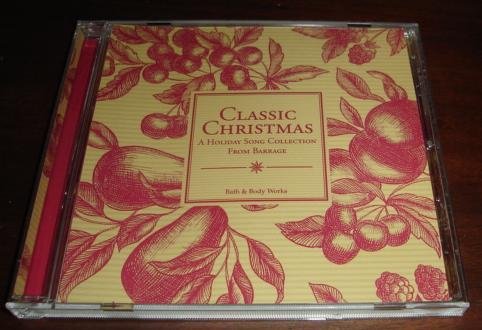 CLASSIC
CHRISTMAS
A HOLIDAY SONG COLLECTION
FROM BARRAGE
Bath & Body Works